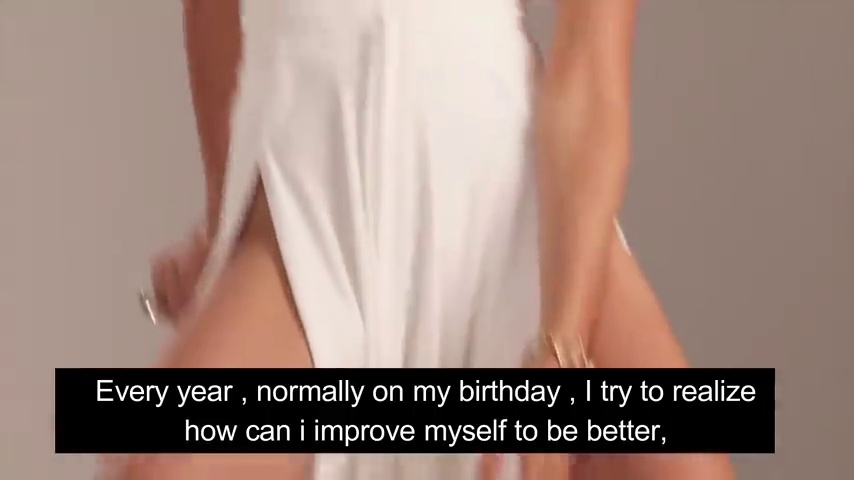 Every year , normally on my birthday , I try to realize
how can i improve myself to be better,